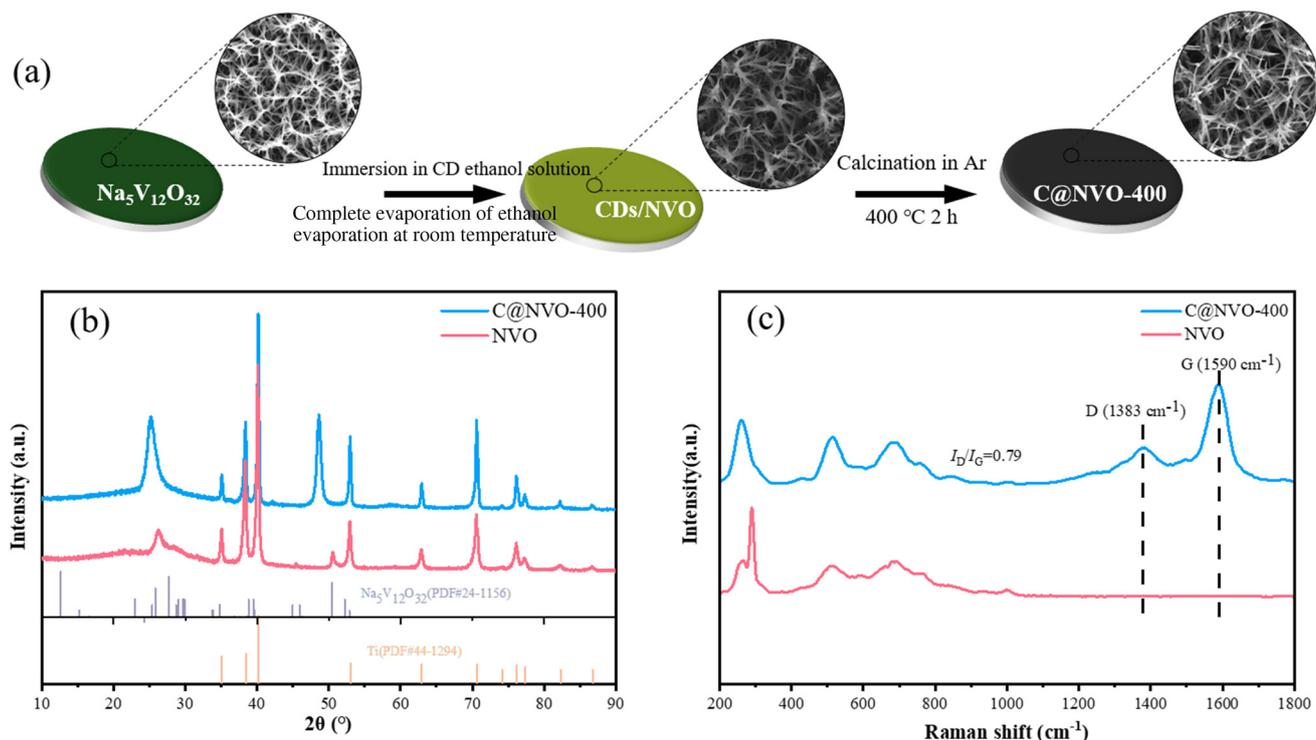 (a)
Na5V12O32
Immersion in CD ethanol solution
Complete evaporation of ethanol
evaporation at room temperature
CDs/NVO
Calcination in Ar
400 °C 2 h
C@NVO-400
(b)
C@NVO-400
NVO
Intensity (a.u.)
Na5V12O32(PDF#24-1156)
Ti(PDF#44-1294)
10 20 30 40 50 60 70 80 90
2θ (°)
(c)
C@NVO-400
NVO
G (1590 cm-1)
D (1383 cm-1)
ID/IG=0.79
Intensity(a.u.)
200 400 600 800 1000 1200 1400 1600 1800
Raman shift (cm-1)